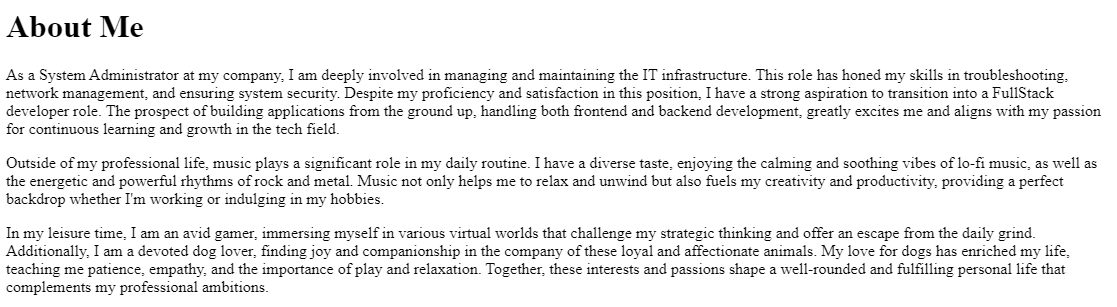 About Me
As a System Administrator at my company, I am deeply involved in managing and maintaining the IT infrastructure. This role has honed my skills in troubleshooting,
network management, and ensuring system security. Despite my proficiency and satisfaction in this position, I have a strong aspiration to transition into a FullStack
developer role. The prospect of building applications from the ground up, handling both frontend and backend development, greatly excites me and aligns with my passion
for continuous learning and growth in the tech field.
Outside of my professional life, music plays a significant role in my daily routine. I have a diverse taste, enjoying the calming and soothing vibes of lo-fi music, as well as
the energetic and powerful rhythms of rock and metal. Music not only helps me to relax and unwind but also fuels my creativity and productivity, providing a perfect
backdrop whether I'm working or indulging in my hobbies.
In my leisure time, I am an avid gamer, immersing myself in various virtual worlds that challenge my strategic thinking and offer an escape from the daily grind.
Additionally, I am a devoted dog lover, finding joy and companionship in the company of these loyal and affectionate animals. My love for dogs has enriched my life,
teaching me patience, empathy, and the importance of play and relaxation. Together, these interests and passions shape a well-rounded and fulfilling personal life that
complements my professional ambitions.